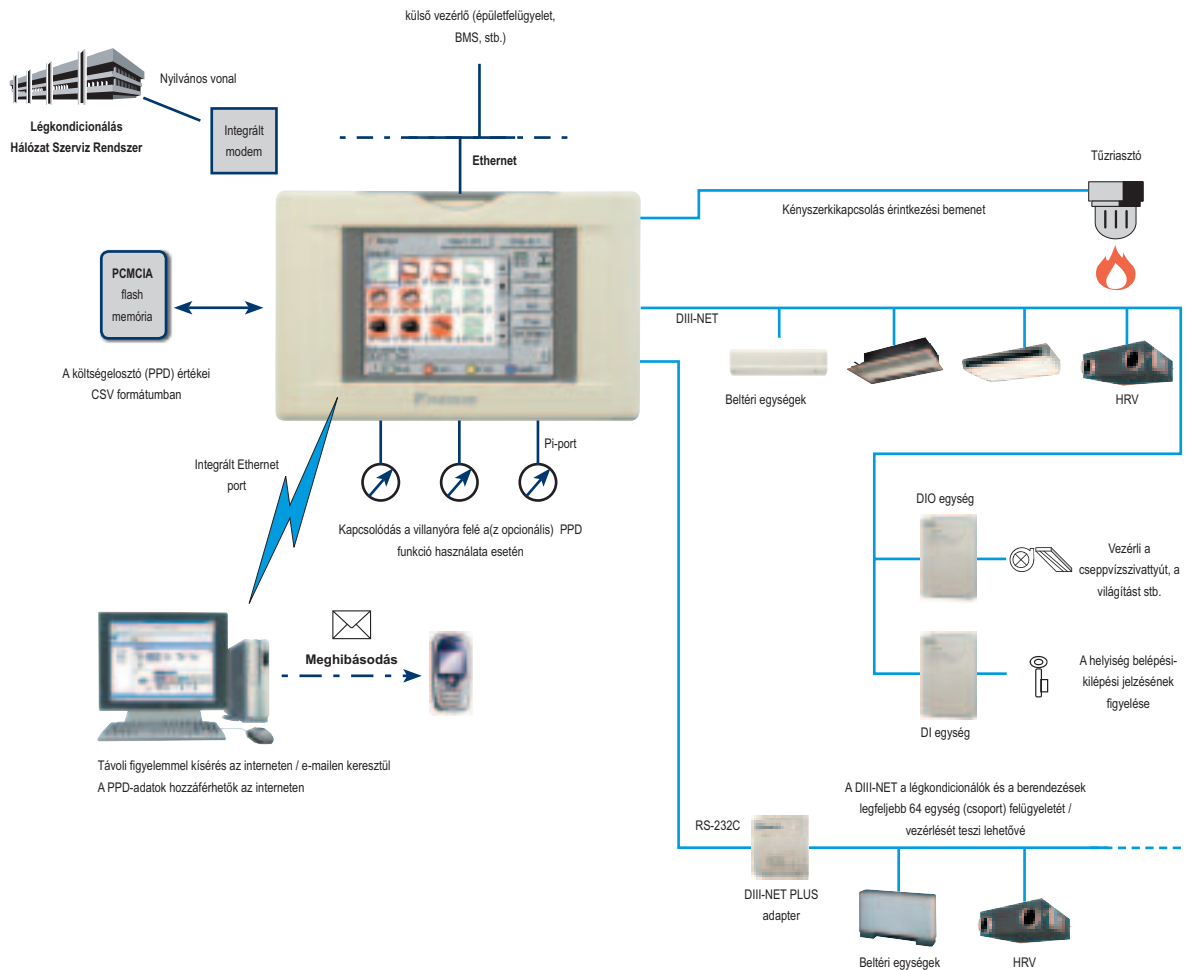 külső vezérlő (épületfelügyelet,
BMS, stb.)
Nyilvános vonal
Légkondicionálás
Hálózat Szerviz Rendszer
Integrált
modem
Ethernet
Tűzriasztó
Kényszerkikapcsolás érintkezési bemenet
PCMCIA
flash
memória
A költségelosztó (PPD) értékei
CSV formátumban
DIII-NET
Beltéri egységek
HRV
Pi-port
Integrált Ethernet
port
Kapcsolódás a villanyóra felé a(z opcionális) PPD
funkció használata esetén
DIO egység
Vezérli a
cseppvízszivattyút, a
világítást stb.
A helyiség belépési-
kilépési jelzésének
figyelése
DI egység
Meghibásodás
Távoli figyelemmel kísérés az interneten / e-mailen keresztül
A PPD-adatok hozzáférhetők az interneten
A DIII-NET a légkondicionálók és a berendezések
legfeljebb 64 egység (csoport) felügyeletét /
vezérlését teszi lehetővé
RS-232C
DIII-NET PLUS
adapter
Beltéri egységek
HRV